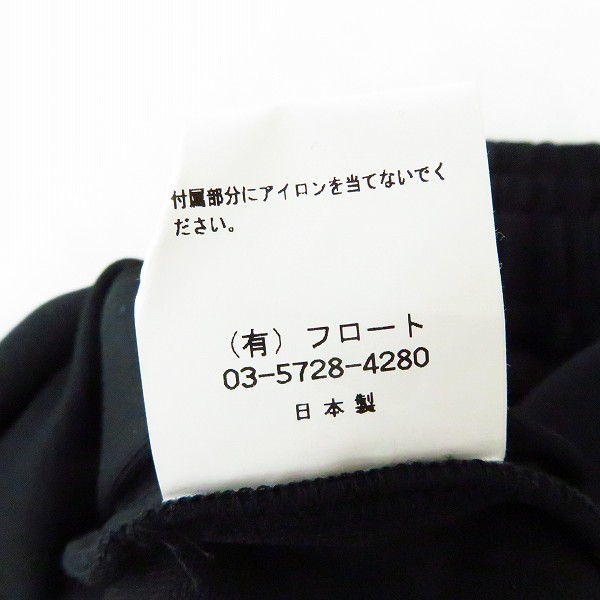 付属部分にアイロンを当てないでく
ださい。
（有）フロート
03-5728-4280
日本製